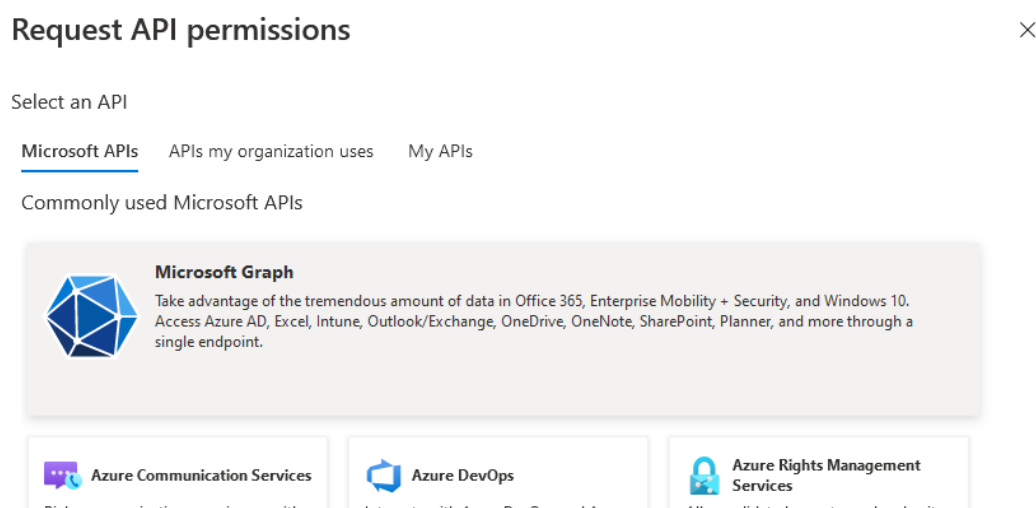 Request API permissions
Select an API
Microsoft APIs APIs my organization uses My APIs
Commonly used Microsoft APIs
Microsoft Graph
Take advantage of the tremendous amount of data in Office 365, Enterprise Mobility + Security, and Windows 10.
Access Azure AD, Excel, Intune, Outlook/Exchange, OneDrive, OneNote, SharePoint, Planner, and more through a
single endpoint.
Azure Communication Services
Azure DevOps
Azure Rights Management
Services